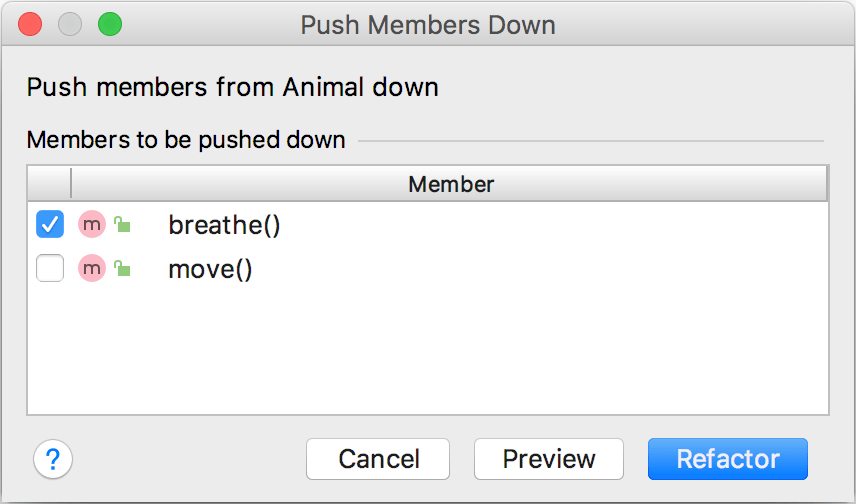 Push Members Down
Push members from Animal down
Members to be pushed down
Member
m breathe()
m move()
? Cancel Preview Refactor